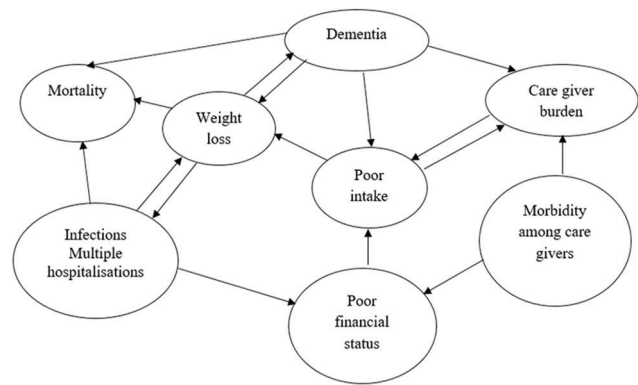 Dementia
Mortality
Weight
loss
Care giver
burden
Poor
intake
Infections
Multiple
hospitalisations
Morbidity
among care
givers
Poor
financial
status